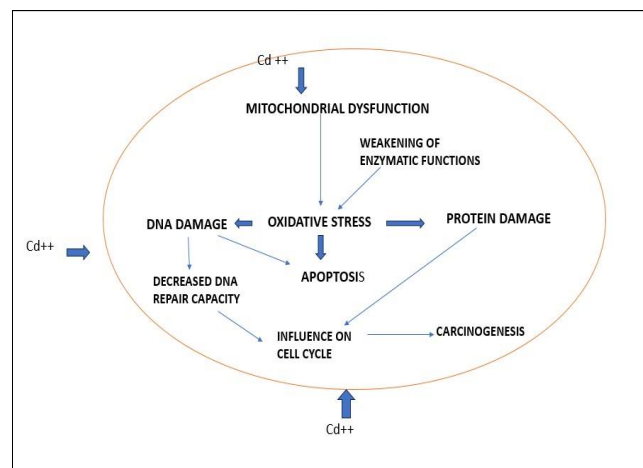 Cd ++
MITOCHONDRIAL DYSFUNCTION
WEAKENING OF
ENZYMATIC FUNCTIONS
DNA DAMAGE
OXIDATIVE STRESS
PROTEIN DAMAGE
Cd++
APOPTOSIS
DECREASED DNA
REPAIR CAPACITY
INFLUENCE ON
CELL CYCLE
CARCINOGENESIS
Cd++